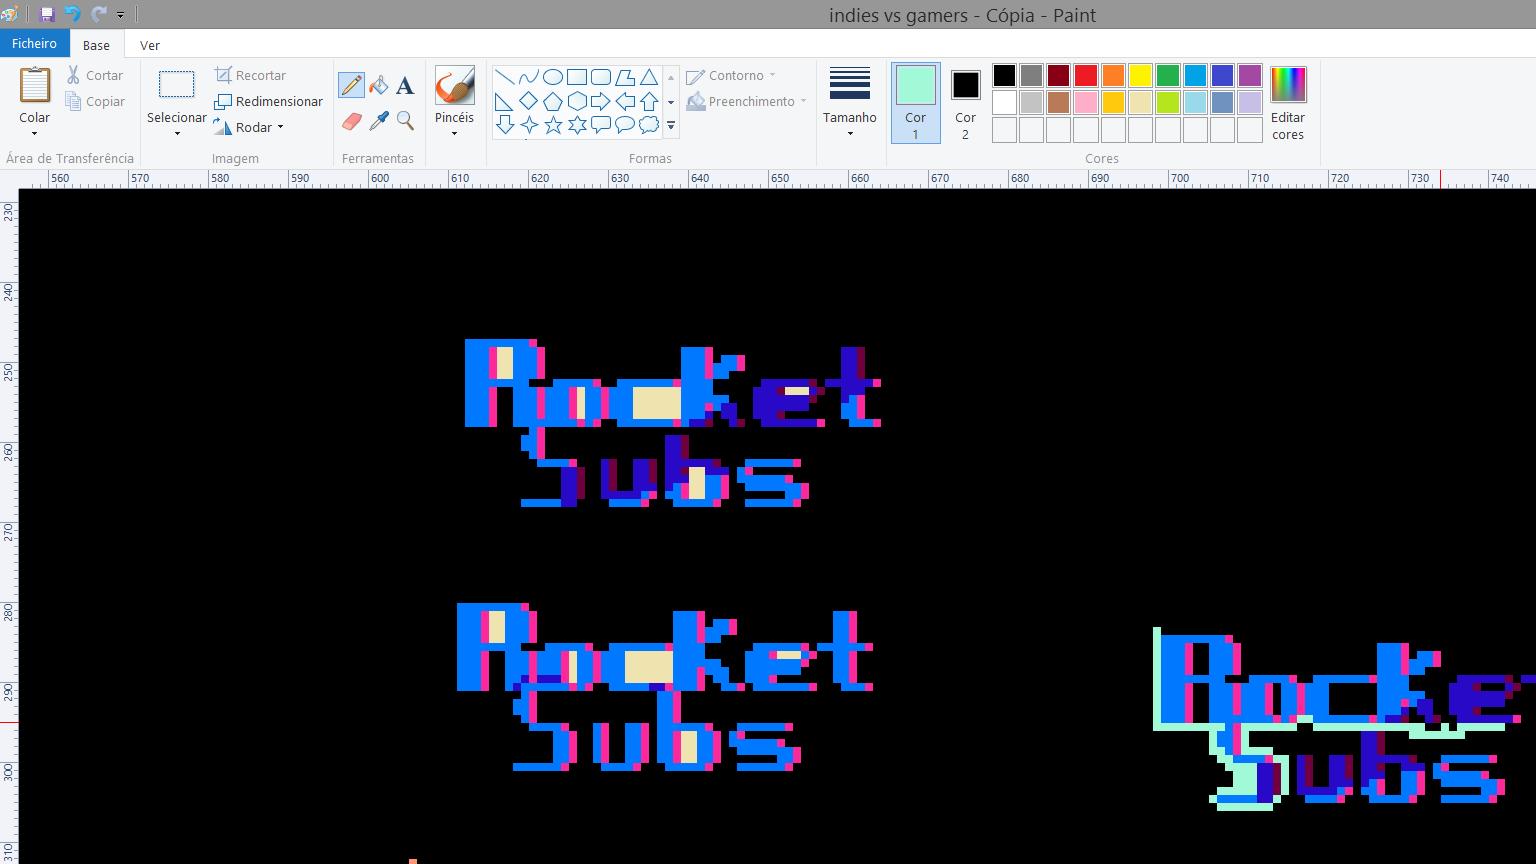 indies vs gamers - Cópia - Paint
Ficheiro Base Ver
Colar
Cortar
Copiar
Área de Transferência
Selecionar
Recortar
Redimensionar
Rodar
Imagem
A
Ferramentas
Pincéis
Contorno
Preenchimento
Formas
Tamanho
Cor 1
Cor 2
Editar cores
Cores
560 570 580 590 600 610 620 630 640 650 660 670 680 690 700 710 720 730 740
230
240
250
260
270
280
290
300
310
Rocket
Subs
Rocket
Subs
Rocke
Subs